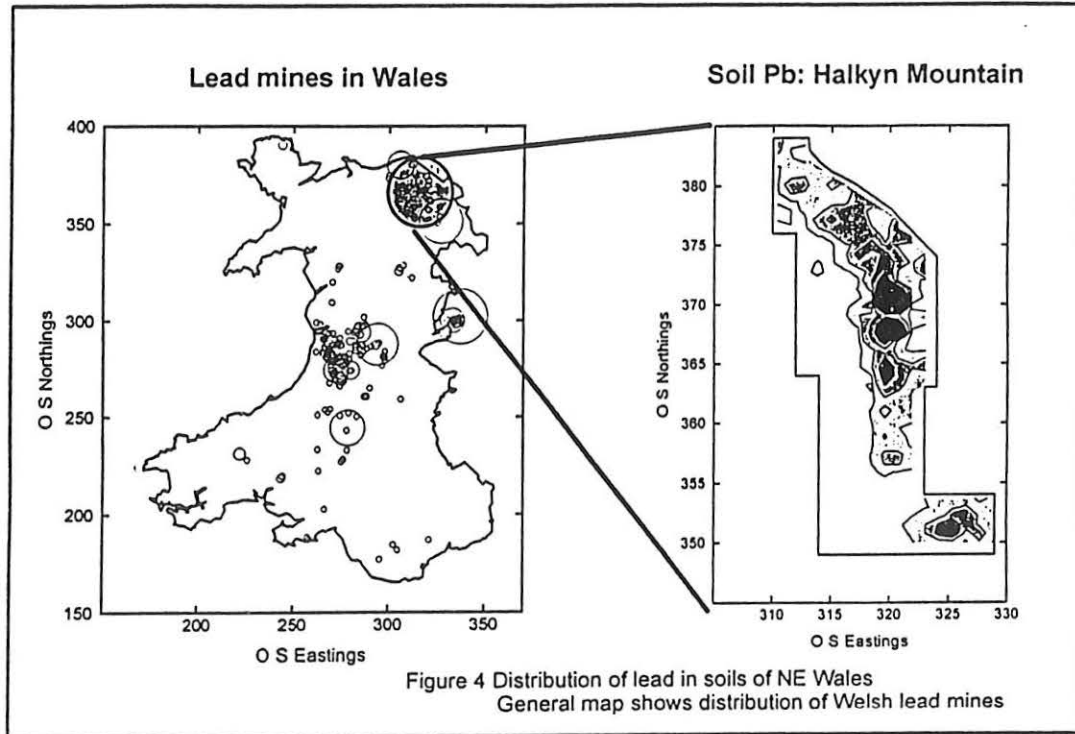 Lead mines in Wales
400
350
300
250
200
150
O S Northings
200
250
300
350
O S Eastings
Soil Pb: Halkyn Mountain
380
375
370
365
360
355
350
O S Northings
310
315
320
325
330
O S Eastings
Figure 4 Distribution of lead in soils of NE Wales
General map shows distribution of Welsh lead mines